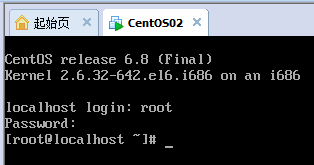 起始页
CentOS02
CentOS release 6.8 (Final)
Kernel 2.6.32-642.el6.i686 on an i686
localhost login: root
Password:
[root@localhost ~]# _